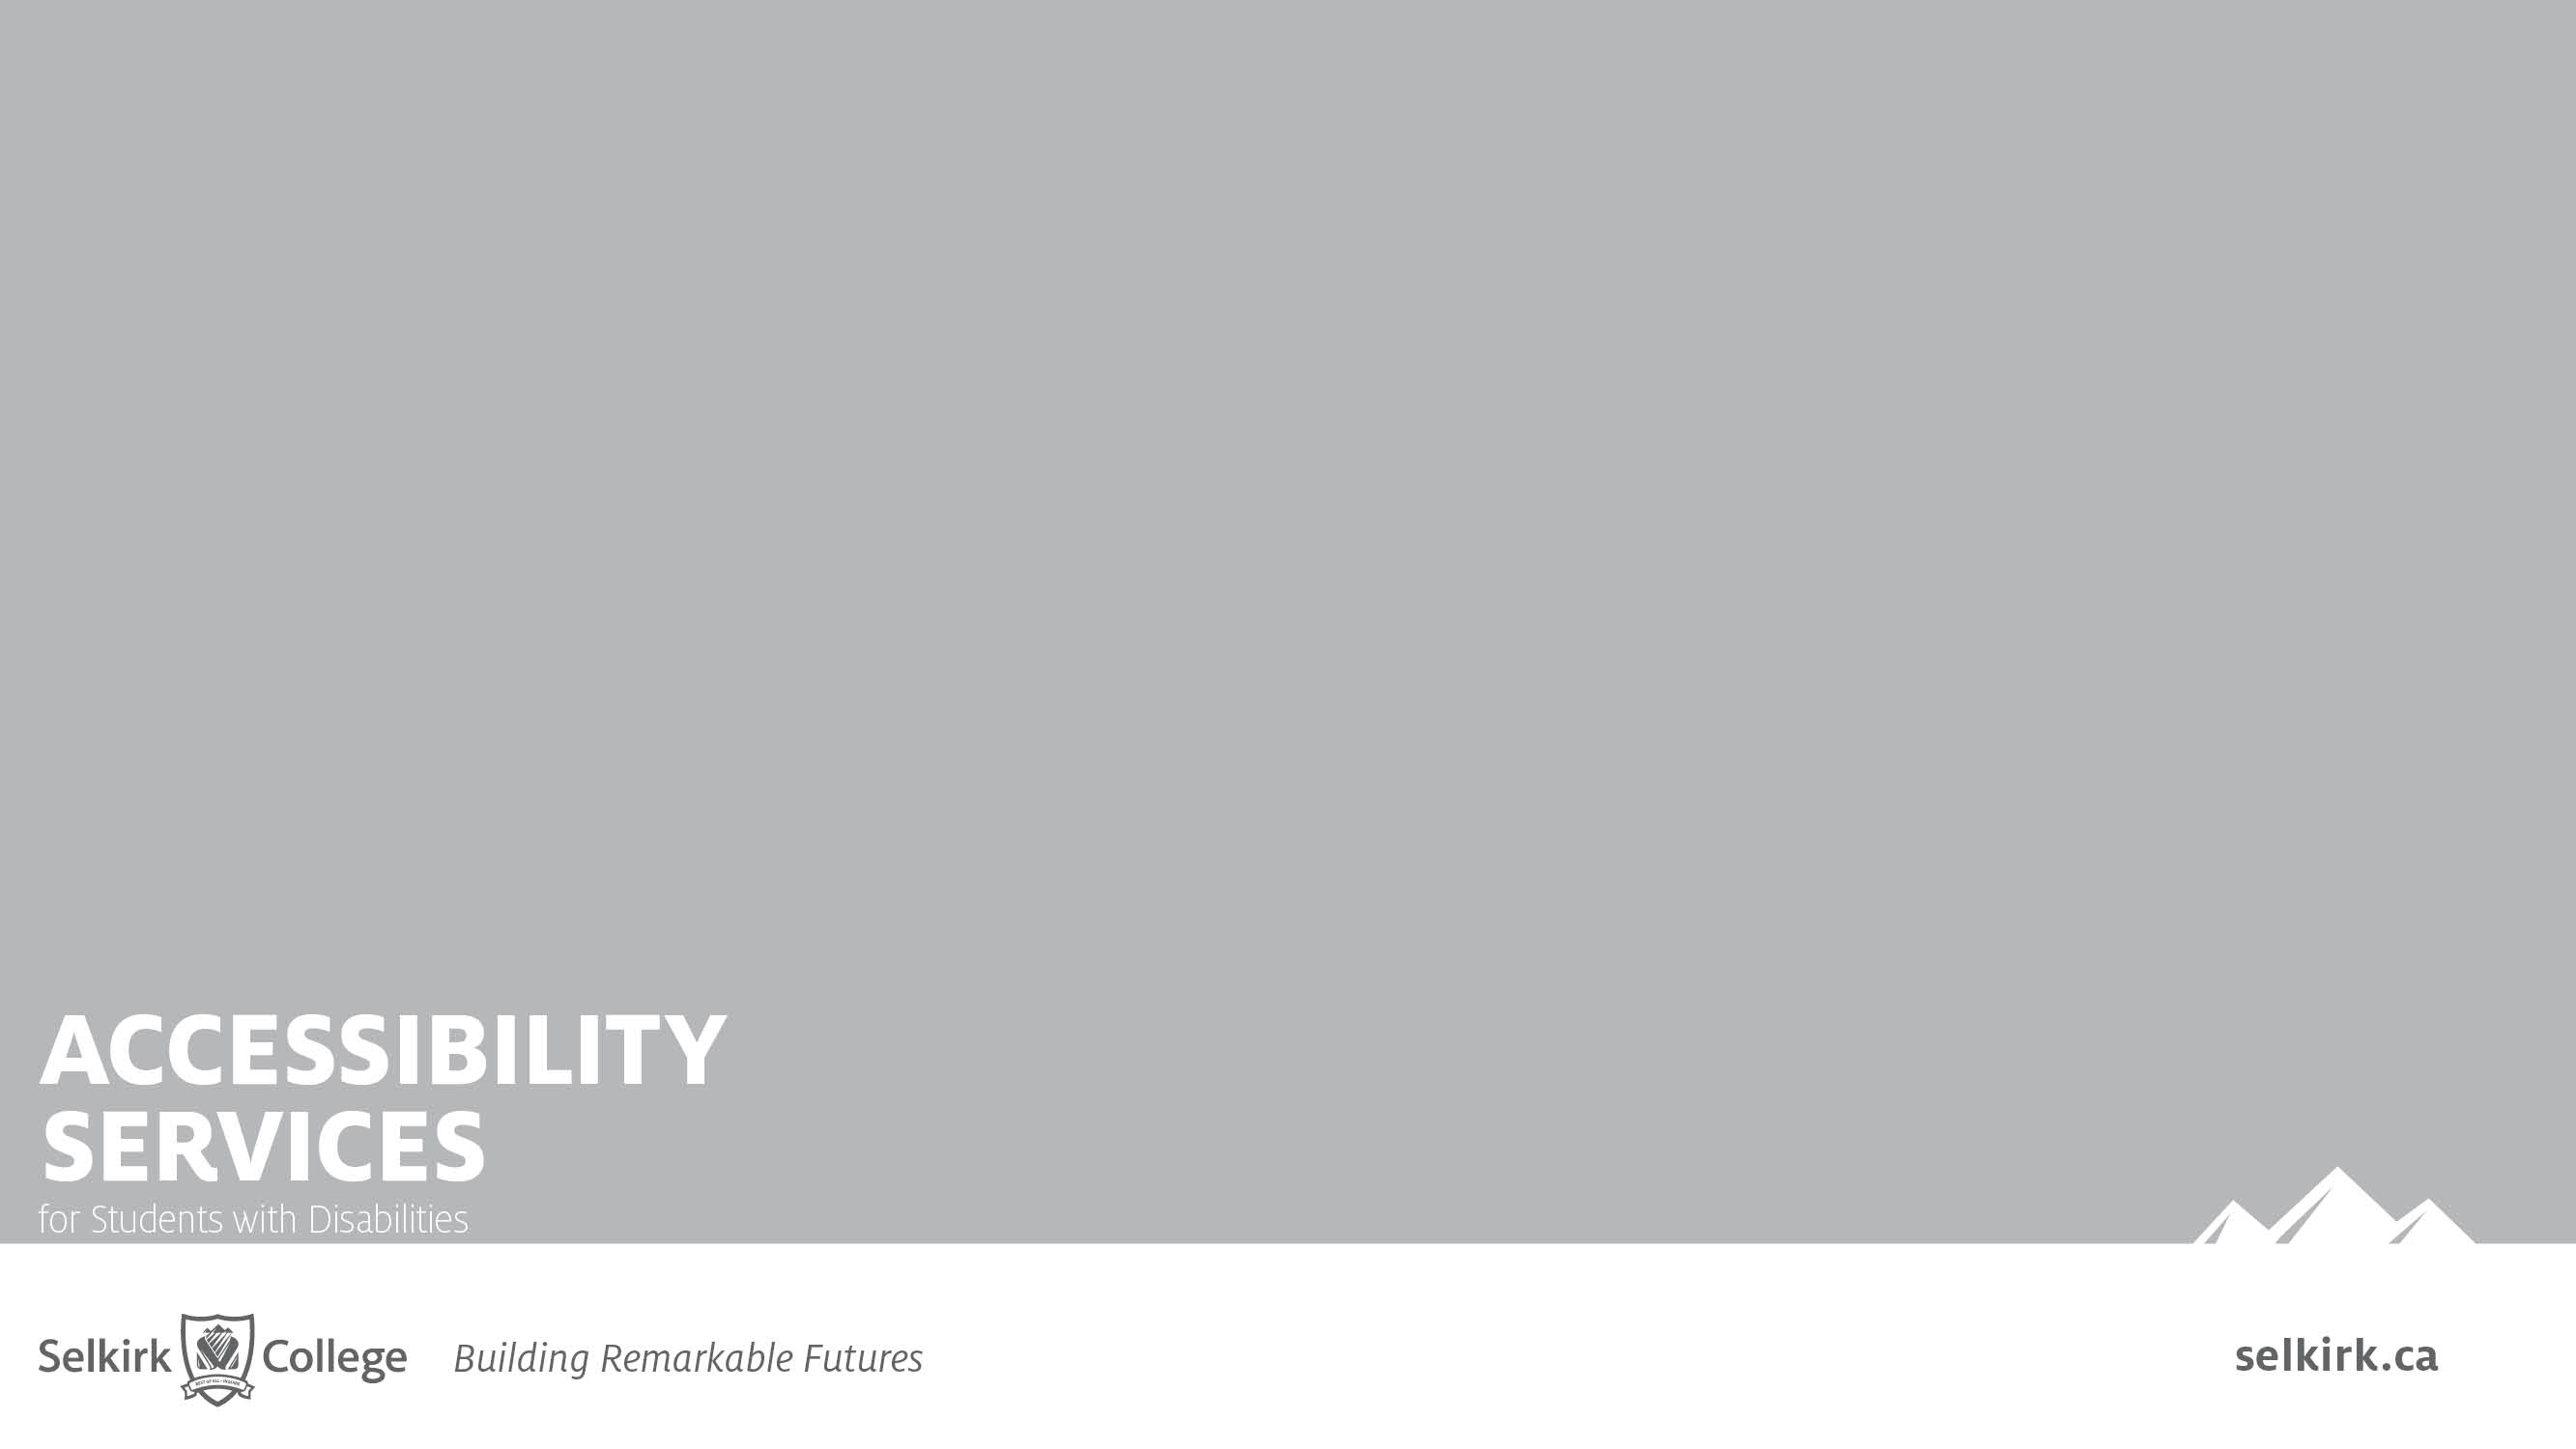 ACCESSIBILITY
SERVICES
for Students with Disabilities
Selkirk College
Building Remarkable Futures
selkirk.ca